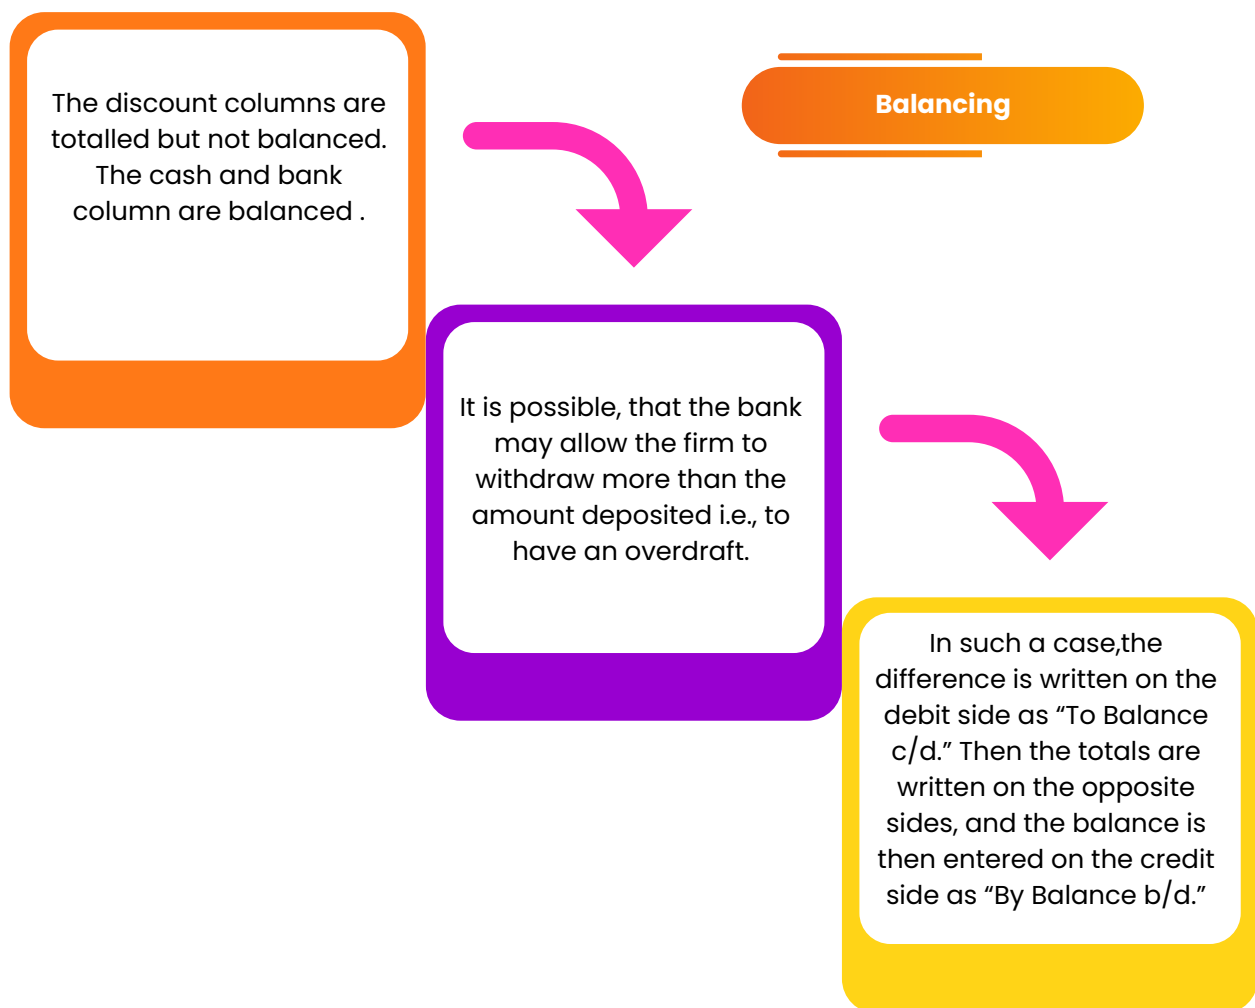 Balancing
The discount columns are
totalled but not balanced.
The cash and bank
column are balanced .
It is possible, that the bank
may allow the firm to
withdraw more than the
amount deposited i.e., to
have an overdraft.
In such a case,the
difference is written on the
debit side as “To Balance
c/d.” Then the totals are
written on the opposite
sides, and the balance is
then entered on the credit
side as “By Balance b/d.”